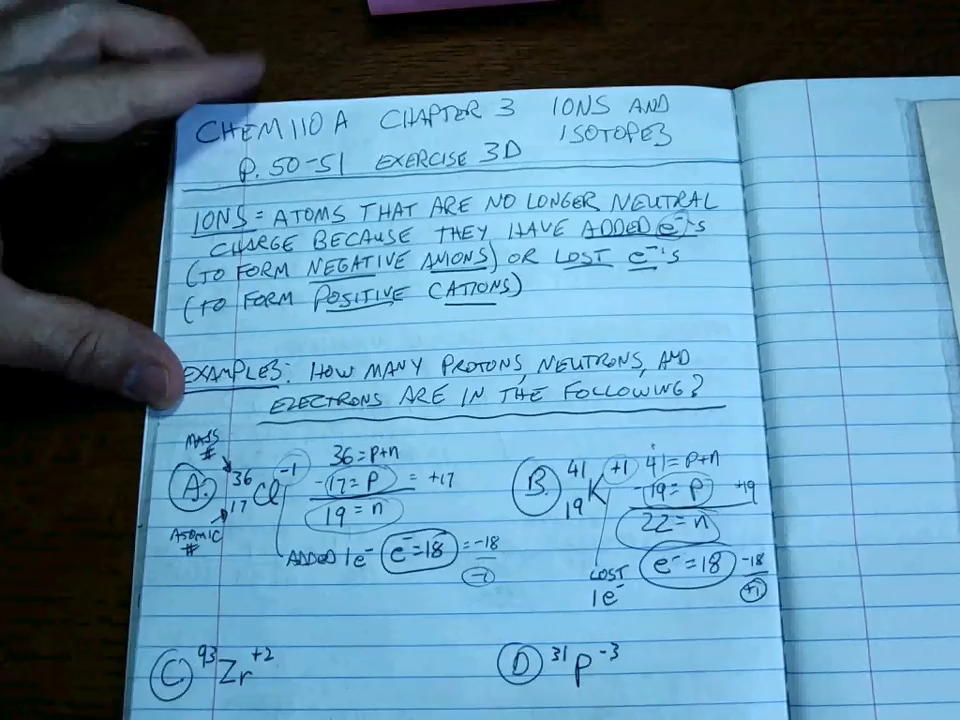 CHEM 110 A CHAPTER 3 IONS AND
ISOTOPES
P. 50-51 EXERCISE 3D
IONS = ATOMS THAT ARE NO LONGER NEUTRAL
CHARGE BECAUSE THEY HAVE ADDED e⁻'s
(TO FORM NEGATIVE ANIONS) OR LOST e⁻'s
(TO FORM POSITIVE CATIONS)
EXAMPLES: HOW MANY PROTONS, NEUTRONS, AND
ELECTRONS ARE IN THE FOLLOWING?
MASS
#
A. 36 17 Cl -1
ATOMIC
#
36 = p+n
-17 = p = +17
19 = n
ADDED 1e⁻ e⁻ = 18 = -18
-1
B. 41 19 K +1
41 = p+n
-19 = p +19
22 = n
LOST
1e⁻
e⁻ = 18 -18
+1
C 93 Zr +2
D 31 P -3